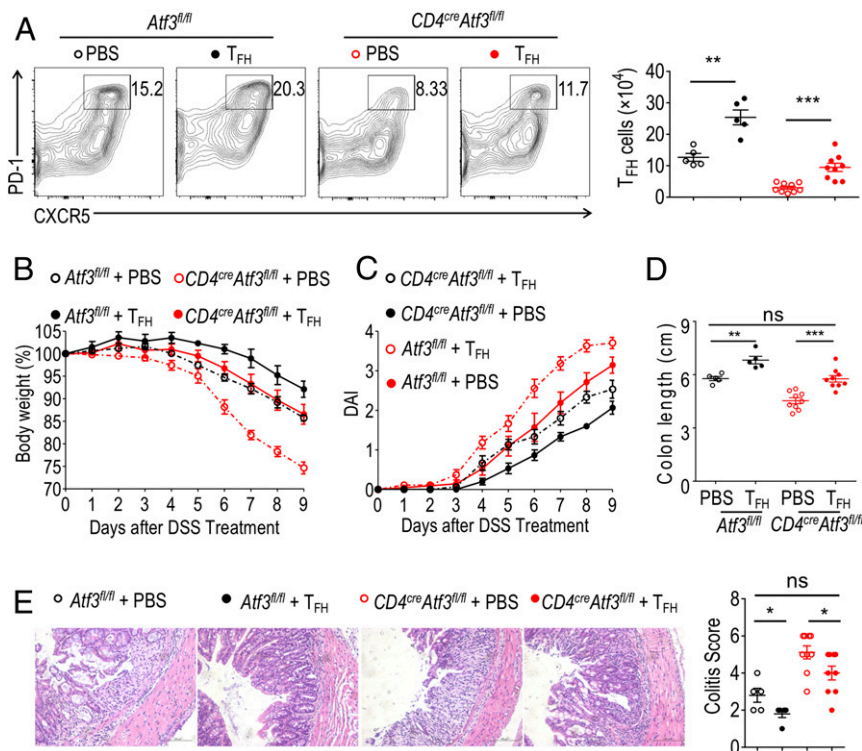 A
Atf3fl/fl
CD4creAtf3fl/fl
PBS
TFH
PBS
TFH
15.2
20.3
8.33
11.7
PD-1
CXCR5
TFH cells (×104)
40
30
20
10
0
**
***
B
Atf3fl/fl + PBS
CD4creAtf3fl/fl + PBS
Atf3fl/fl + TFH
CD4creAtf3fl/fl + TFH
Body weight (%)
105
100
95
90
85
80
75
70
0 1 2 3 4 5 6 7 8 9
Days after DSS Treatment
C
CD4creAtf3fl/fl + TFH
CD4creAtf3fl/fl + PBS
Atf3fl/fl + TFH
Atf3fl/fl + PBS
DAI
4
3
2
1
0
0 1 2 3 4 5 6 7 8 9
Days after DSS Treatment
D
ns
**
***
Colon length (cm)
9
6
3
0
PBS TFH PBS TFH
Atf3fl/fl CD4creAtf3fl/fl
E
Atf3fl/fl + PBS
Atf3fl/fl + TFH
CD4creAtf3fl/fl + PBS
CD4creAtf3fl/fl + TFH
ns
*
*
Colitis Score
8
6
4
2
0